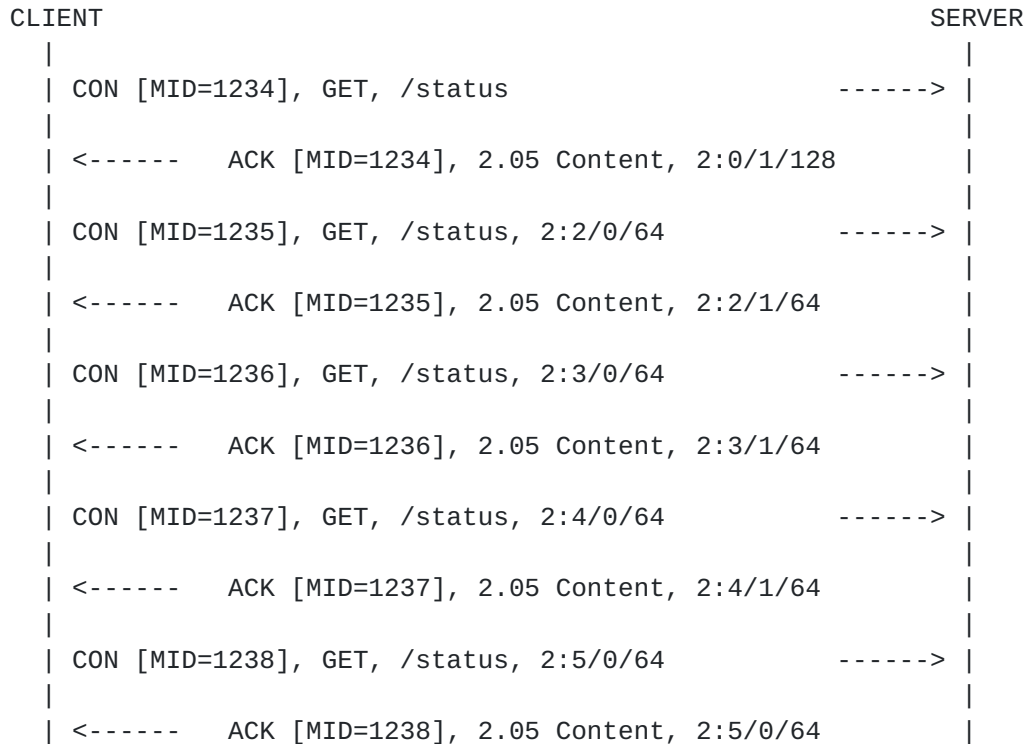 CLIENT                                                     SERVER
  |                                                          |
  | CON [MID=1234], GET, /status                     ------> |
  |                                                          |
  | <------   ACK [MID=1234], 2.05 Content, 2:0/1/128        |
  |                                                          |
  | CON [MID=1235], GET, /status, 2:2/0/64           ------> |
  |                                                          |
  | <------   ACK [MID=1235], 2.05 Content, 2:2/1/64         |
  |                                                          |
  | CON [MID=1236], GET, /status, 2:3/0/64           ------> |
  |                                                          |
  | <------   ACK [MID=1236], 2.05 Content, 2:3/1/64         |
  |                                                          |
  | CON [MID=1237], GET, /status, 2:4/0/64           ------> |
  |                                                          |
  | <------   ACK [MID=1237], 2.05 Content, 2:4/1/64         |
  |                                                          |
  | CON [MID=1238], GET, /status, 2:5/0/64           ------> |
  |                                                          |
  | <------   ACK [MID=1238], 2.05 Content, 2:5/0/64         |